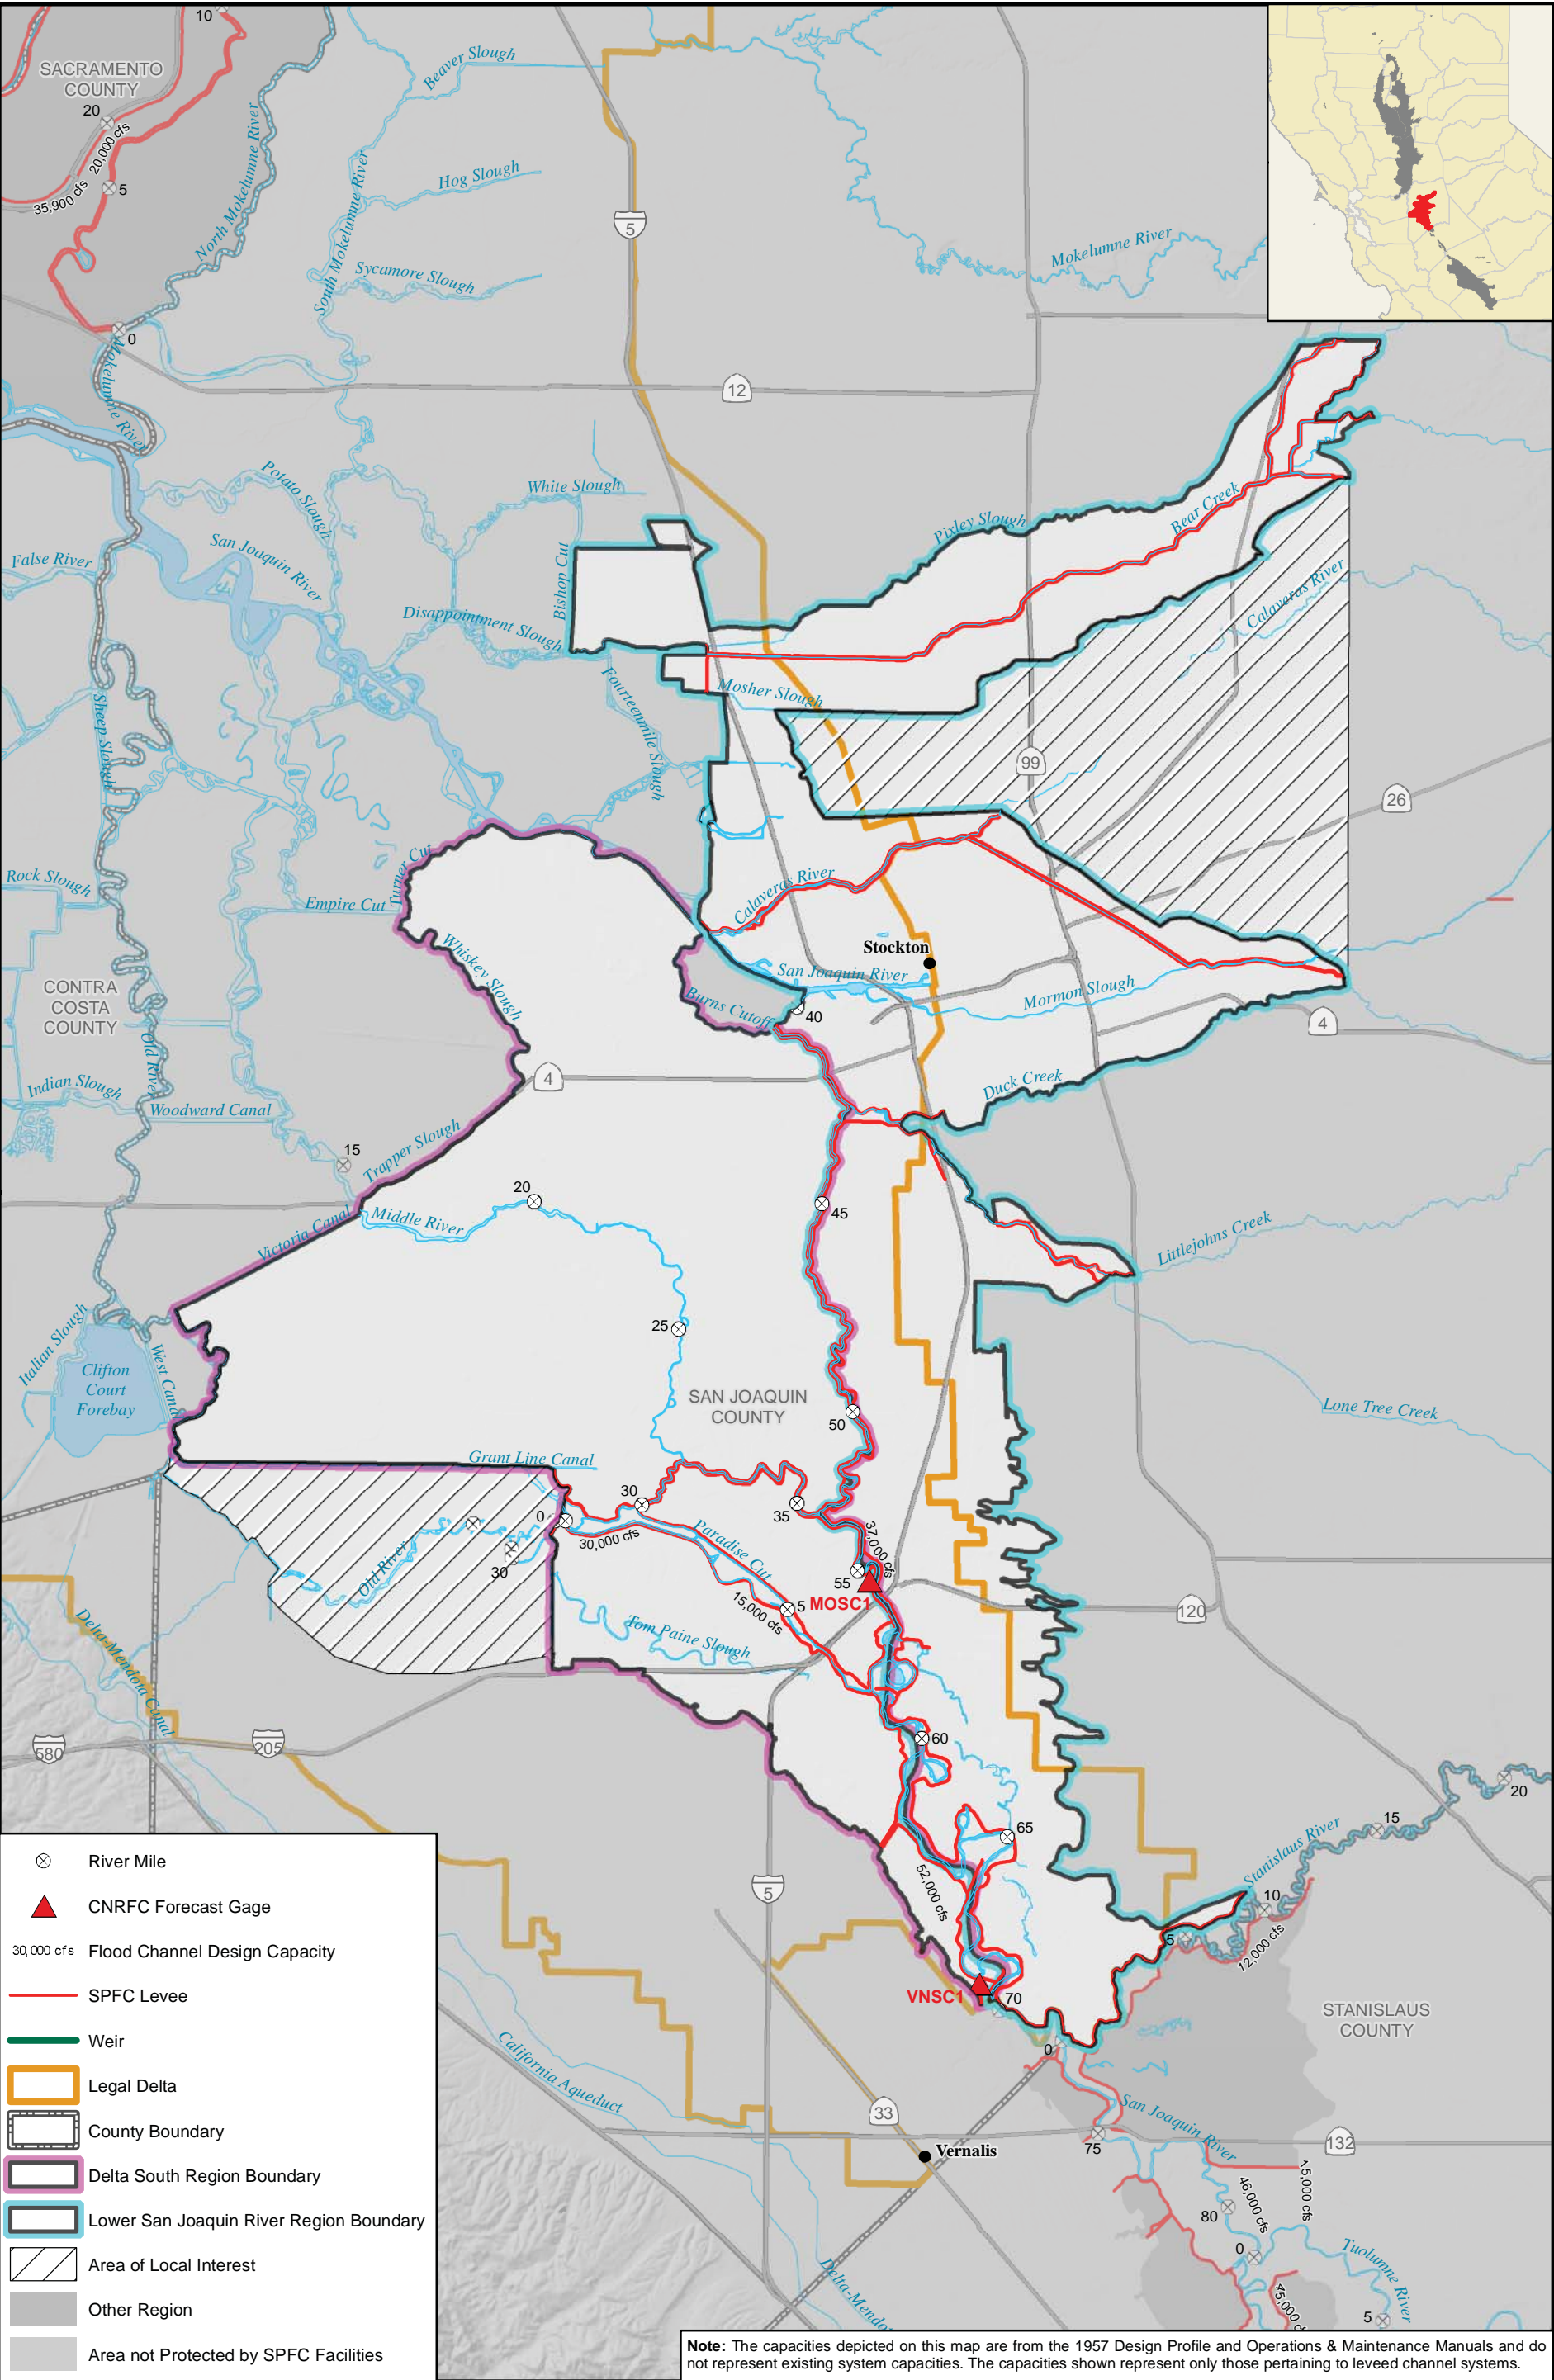 10
SACRAMENTO
COUNTY
20
20,000 cfs
35,900 cfs
5
North Mokelumne River
Beaver Slough
Hog Slough
South Mokelumne River
Sycamore Slough
5
Mokelumne River
0
Mokelumne River
12
Potato Slough
White Slough
San Joaquin River
False River
Bishop Cut
Disappointment Slough
Pixley Slough
Bear Creek
Calaveras River
Fourteenmile Slough
Mosher Slough
Sheep Slough
99
26
Turner Cut
Rock Slough
Empire Cut
Calaveras River
Whiskey Slough
Stockton
San Joaquin River
Mormon Slough
Burns Cutoff
40
4
CONTRA
COSTA
COUNTY
Old River
Indian Slough
4
Duck Creek
Woodward Canal
15
Trapper Slough
20
Middle River
45
Victoria Canal
Littlejohns Creek
25
Italian Slough
West Canal
Clifton
Court
Forebay
SAN JOAQUIN
COUNTY
50
Lone Tree Creek
Grant Line Canal
30
35
0
30,000 cfs
Paradise Cut
37,000 cfs
Old River
30
55
MOSC1
5
15,000 cfs
120
Tom Paine Slough
Delta-Mendota Canal
580
205
60
20
15
65
Stanislaus River
5
52,000 cfs
10
5
12,000 cfs
VNSC1
70
STANISLAUS
COUNTY
0
California Aqueduct
San Joaquin River
33
132
75
Vernalis
15,000 cfs
46,000 cfs
80
0
Tuolumne River
Delta-Mendo
45,000 c
5
River Mile
CNRFC Forecast Gage
30,000 cfs Flood Channel Design Capacity
SPFC Levee
Weir
Legal Delta
County Boundary
Delta South Region Boundary
Lower San Joaquin River Region Boundary
Area of Local Interest
Other Region
Area not Protected by SPFC Facilities
Note: The capacities depicted on this map are from the 1957 Design Profile and Operations & Maintenance Manuals and do
not represent existing system capacities. The capacities shown represent only those pertaining to leveed channel systems.